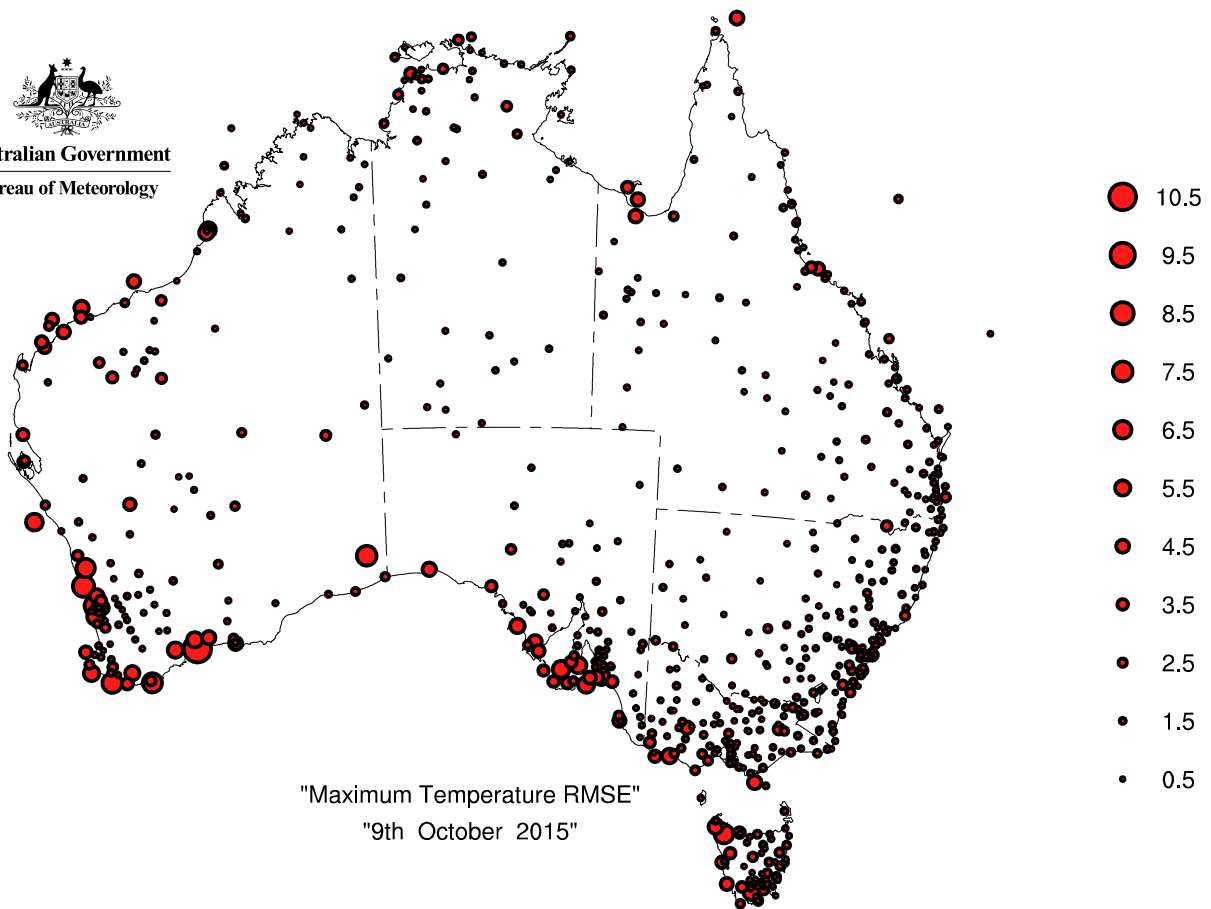 AUSTRALIA
tralian Government
reau of Meteorology
10.5
9.5
8.5
7.5
6.5
5.5
4.5
3.5
2.5
1.5
0.5
"Maximum Temperature RMSE"
"9th October 2015"